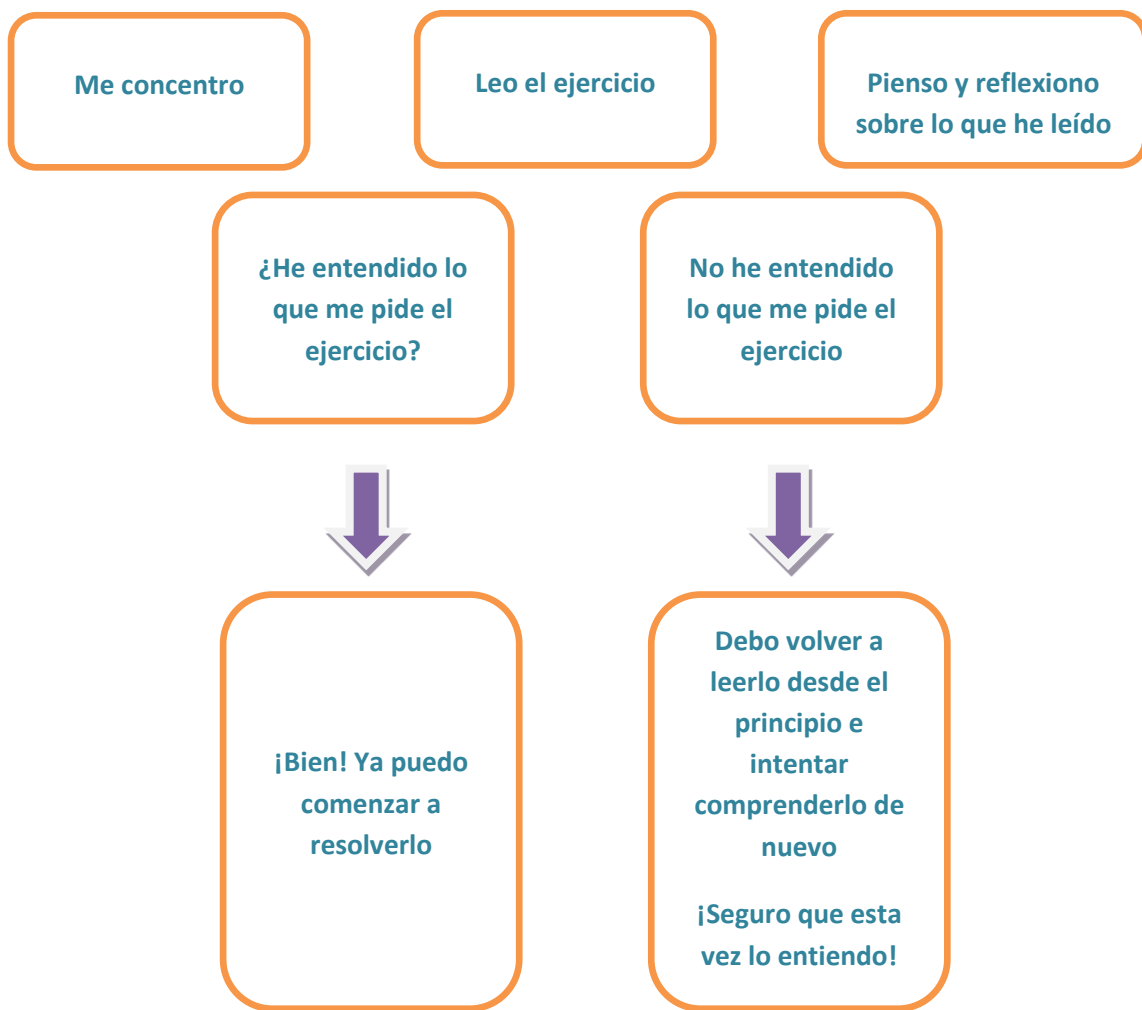 Me concentro
Leo el ejercicio
Pienso y reflexiono
sobre lo que he leído
¿He entendido lo
que me pide el
ejercicio?
No he entendido
lo que me pide el
ejercicio
¡Bien! Ya puedo
comenzar a
resolverlo
Debo volver a
leerlo desde el
principio e
intentar
comprenderlo de
nuevo
¡Seguro que esta
vez lo entiendo!